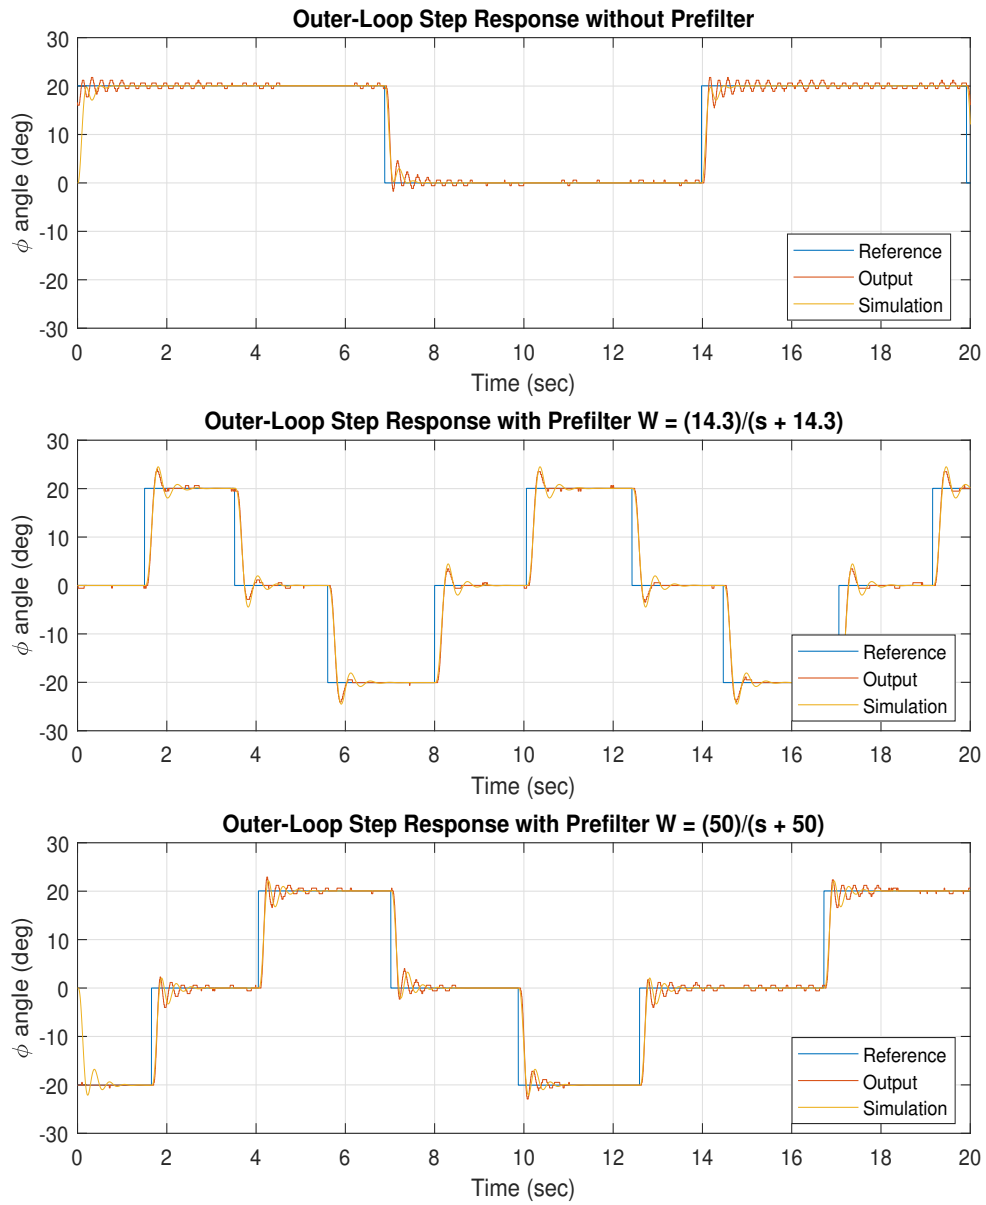 Outer-Loop Step Response without Prefilter
30
20
10
0
-10
-20
-30
ϕ angle (deg)
Reference
Output
Simulation
0 2 4 6 8 10 12 14 16 18 20
Time (sec)
Outer-Loop Step Response with Prefilter W = (14.3)/(s + 14.3)
30
20
10
0
-10
-20
-30
ϕ angle (deg)
Reference
Output
Simulation
0 2 4 6 8 10 12 14 16 18 20
Time (sec)
Outer-Loop Step Response with Prefilter W = (50)/(s + 50)
30
20
10
0
-10
-20
-30
ϕ angle (deg)
Reference
Output
Simulation
0 2 4 6 8 10 12 14 16 18 20
Time (sec)